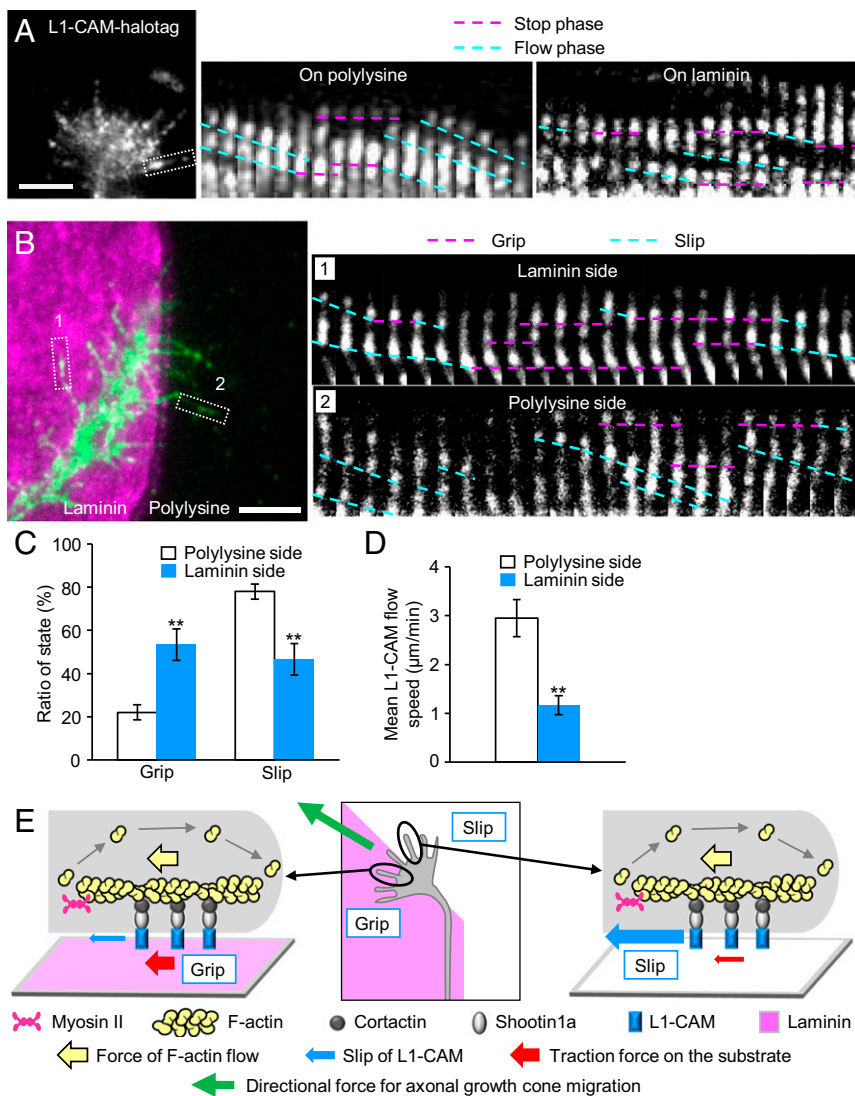 A
L1-CAM-halotag
Stop phase
Flow phase
On polylysine
On laminin
B
Grip
Slip
1
2
Laminin
Polylysine
1
Laminin side
2
Polylysine side
C
Polylysine side
Laminin side
Ratio of state (%)
100
80
60
40
20
0
**
**
Grip
Slip
D
Polylysine side
Laminin side
Mean L1-CAM flow
speed (μm/min)
4
3
2
1
0
**
E
Slip
Grip
Grip
Slip
Myosin II
F-actin
Cortactin
Shootin1a
L1-CAM
Laminin
Force of F-actin flow
Slip of L1-CAM
Traction force on the substrate
Directional force for axonal growth cone migration